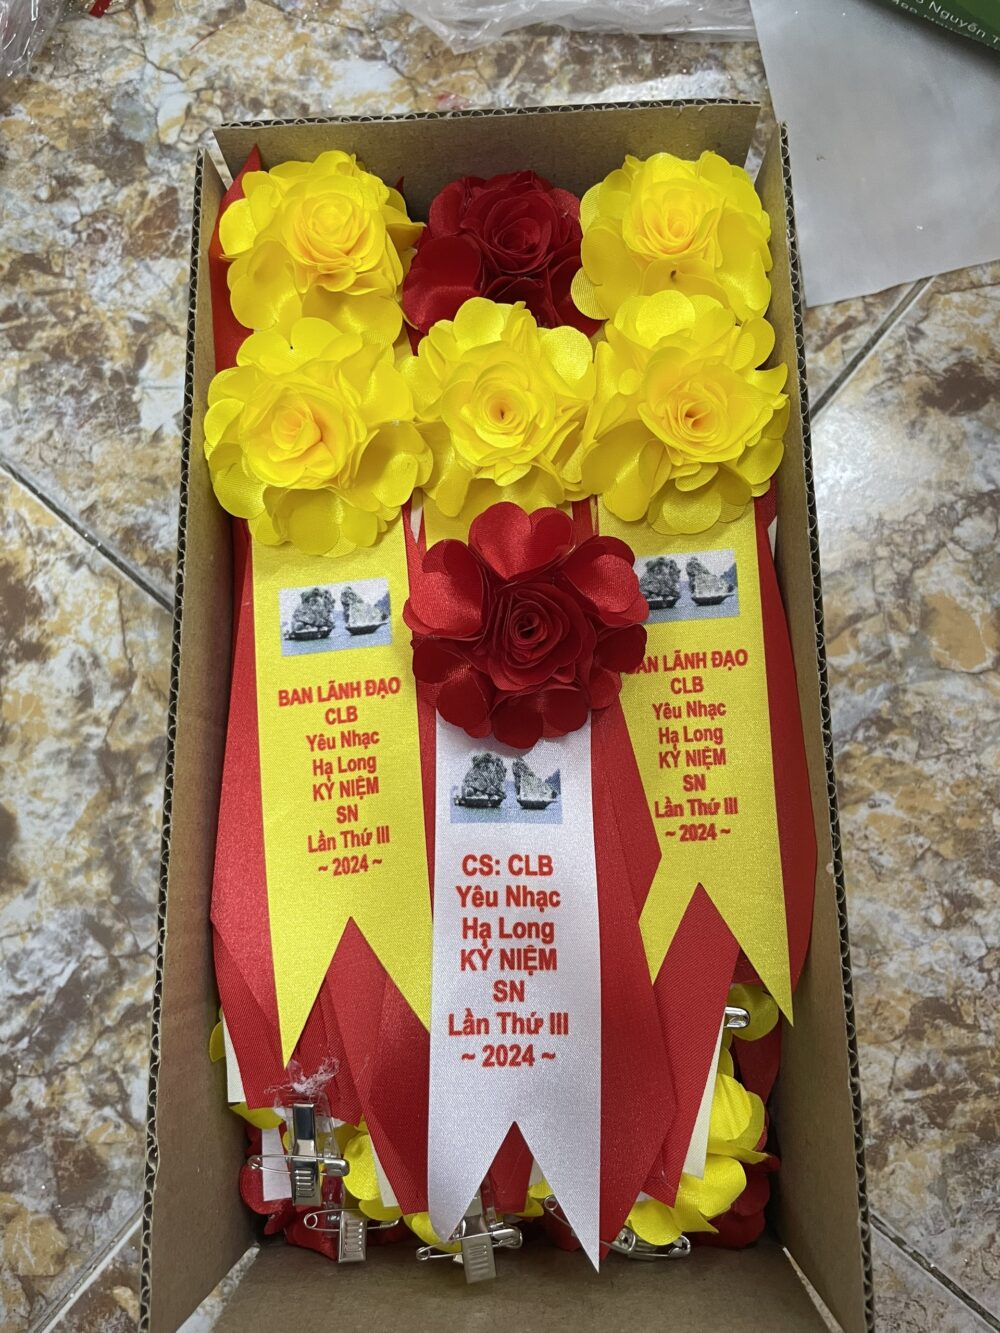 Nguyễn
BAN LÃNH ĐẠO
CLB
Yêu Nhạc
Hạ Long
KỶ NIỆM
SN
Lần Thứ III
~ 2024 ~
CS: CLB
Yêu Nhạc
Hạ Long
KỶ NIỆM
SN
Lần Thứ III
~ 2024 ~
LÃNH ĐẠO
CLB
Yêu Nhạc
Hạ Long
KỶ NIỆM
SN
Lần Thứ III
~ 2024 ~